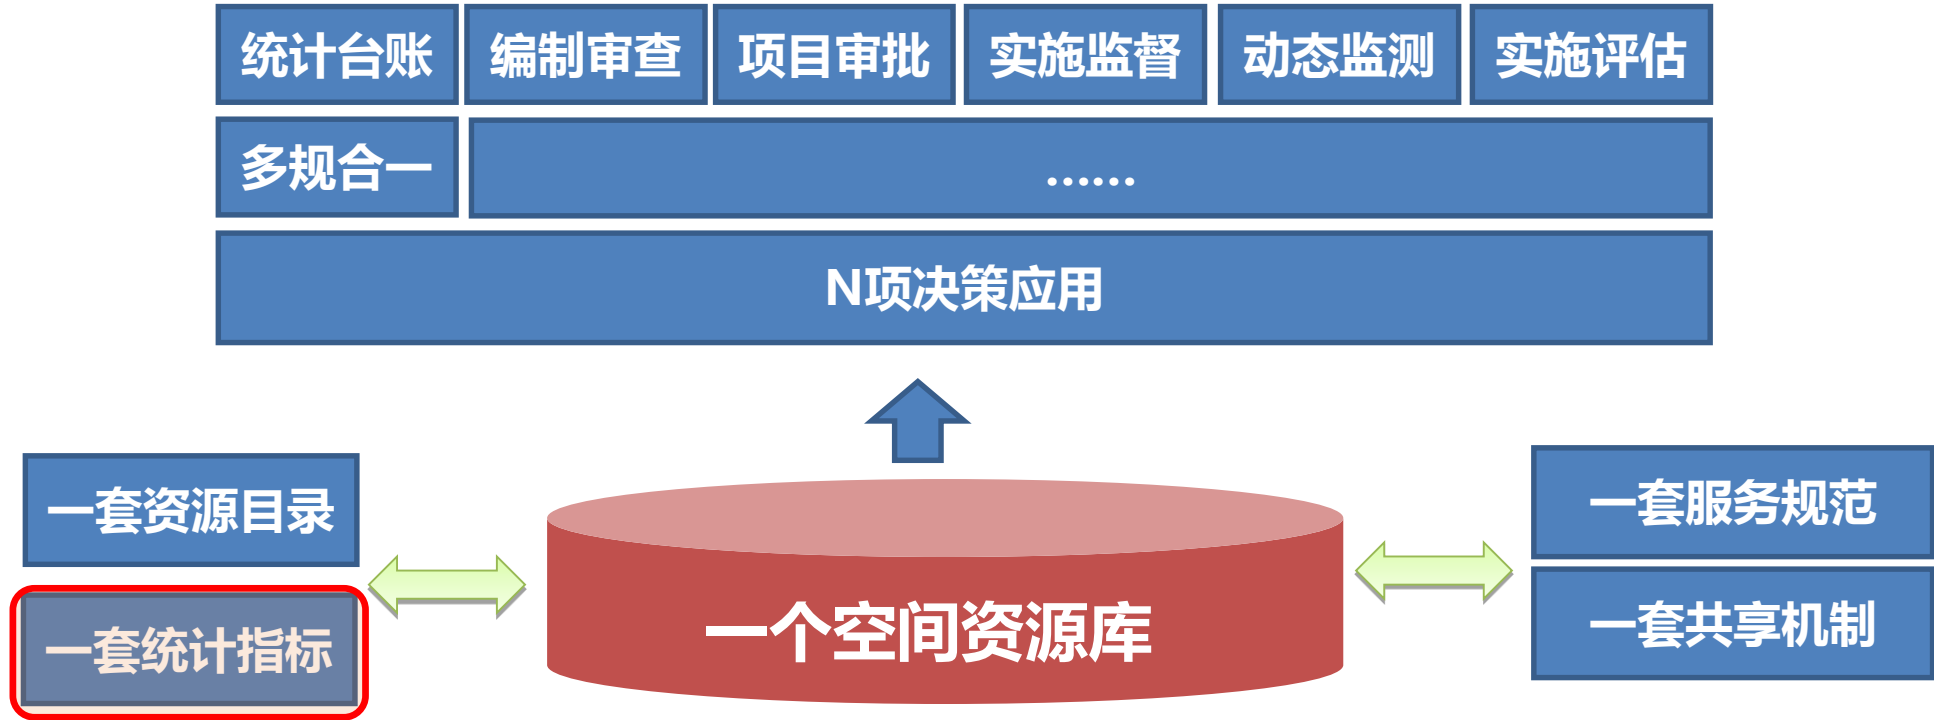 统计台账 编制审查 项目审批 实施监督 动态监测 实施评估
多规合一 ……
N项决策应用
一套资源目录
一套统计指标
一个空间资源库
一套服务规范
一套共享机制